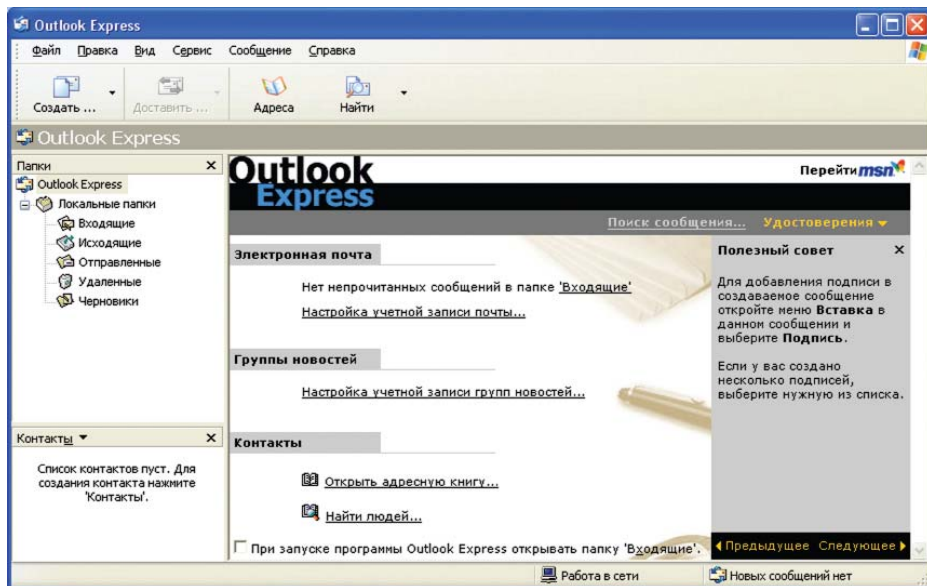 Outlook Express
Файл Правка Вид Сервис Сообщение Справка
Создать ... Доставить ... Адреса Найти
Outlook Express
Папки
Outlook Express
Локальные папки
Входящие
Исходящие
Отправленные
Удаленные
Черновики
Контакты
Список контактов пуст. Для
создания контакта нажмите
'Контакты'.
Outlook
Express
Перейти msn
Поиск сообщения... Удостоверения
Электронная почта
Нет непрочитанных сообщений в папке 'Входящие'
Настройка учетной записи почты...
Группы новостей
Настройка учетной записи групп новостей...
Контакты
Открыть адресную книгу...
Найти людей...
При запуске программы Outlook Express открывать папку 'Входящие'.
Полезный совет
Для добавления подписи в
создаваемое сообщение
откройте меню Вставка в
данном сообщении и
выберите Подпись.
Если у вас создано
несколько подписей,
выберите нужную из списка.
Предыдущее Следующее
Работа в сети
Новых сообщений нет